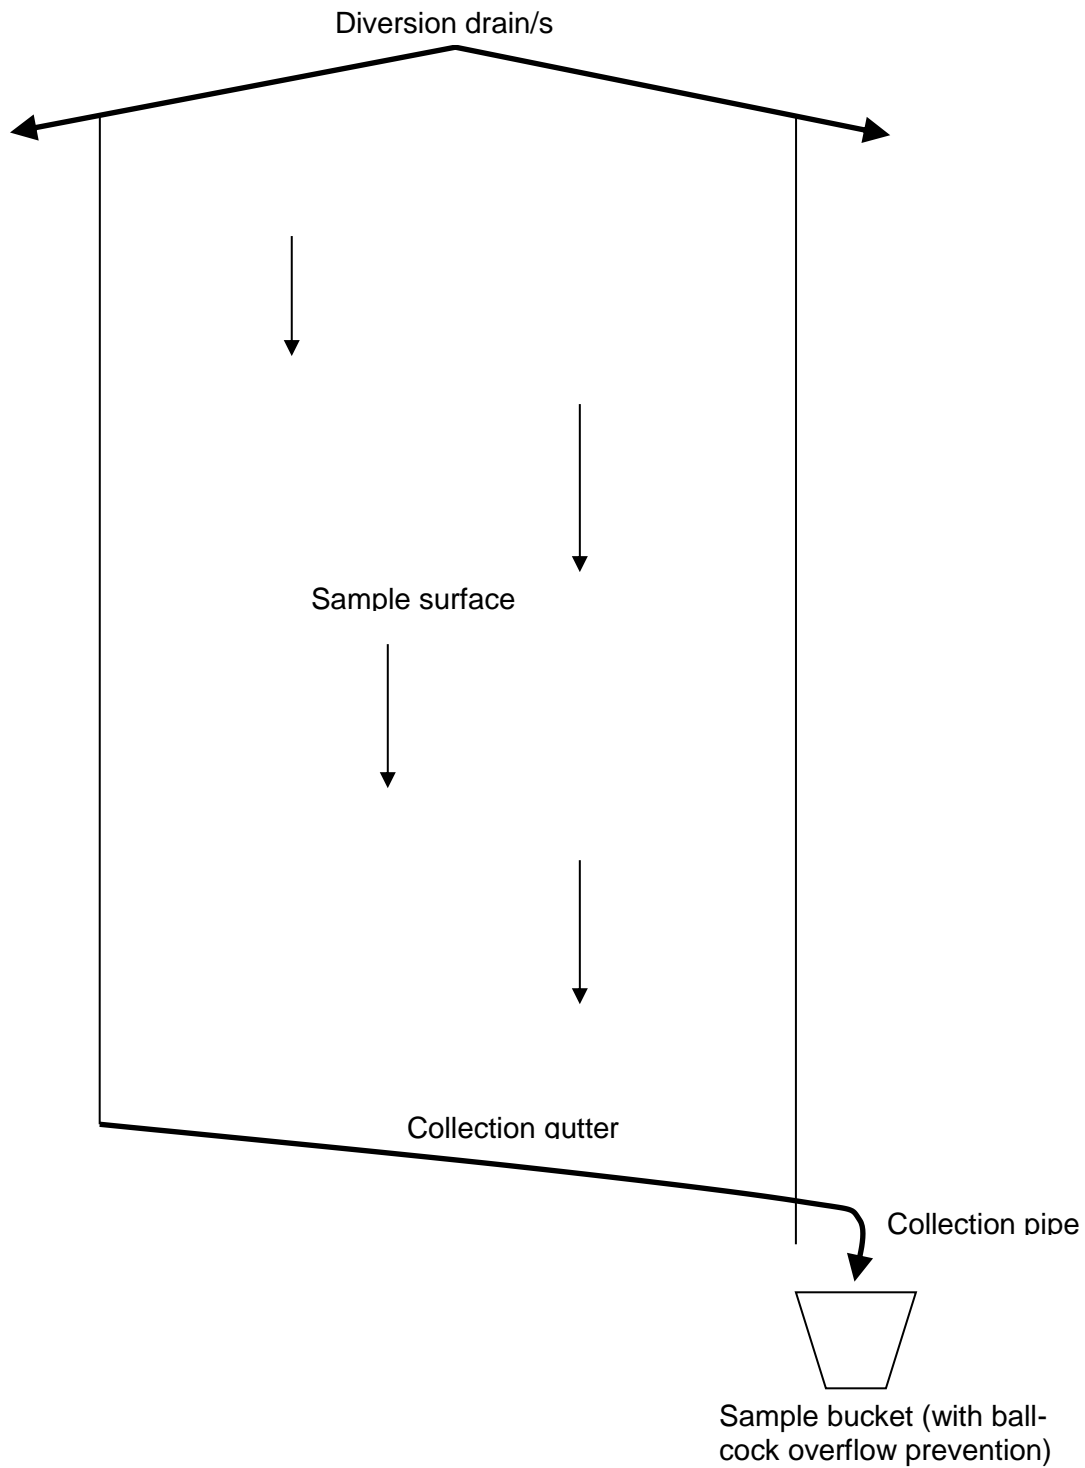 Diversion drain/s
Sample surface
Collection gutter
Collection pipe
Sample bucket (with ball-
cock overflow prevention)